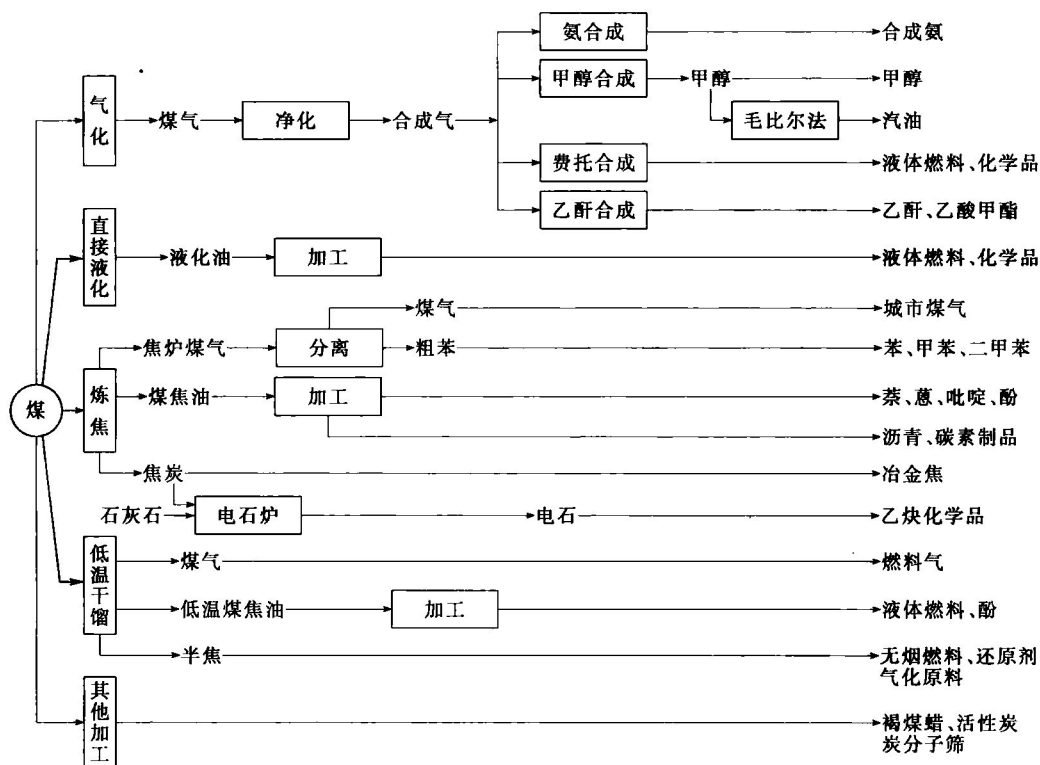 氨合成
合成氨
甲醇合成
甲醇
甲醇
气化
煤气
净化
合成气
毛比尔法
汽油
费托合成
液体燃料、化学品
乙酐合成
乙酐、乙酸甲酯
直接液化
液化油
加工
液体燃料、化学品
煤气
城市煤气
焦炉煤气
分离
粗苯
苯、甲苯、二甲苯
煤
炼焦
煤焦油
加工
萘、蒽、吡啶、酚
沥青、碳素制品
焦炭
冶金焦
石灰石
电石炉
电石
乙炔化学品
低温干馏
煤气
燃料气
低温煤焦油
加工
液体燃料、酚
半焦
无烟燃料、还原剂
气化原料
其他加工
褐煤蜡、活性炭
炭分子筛